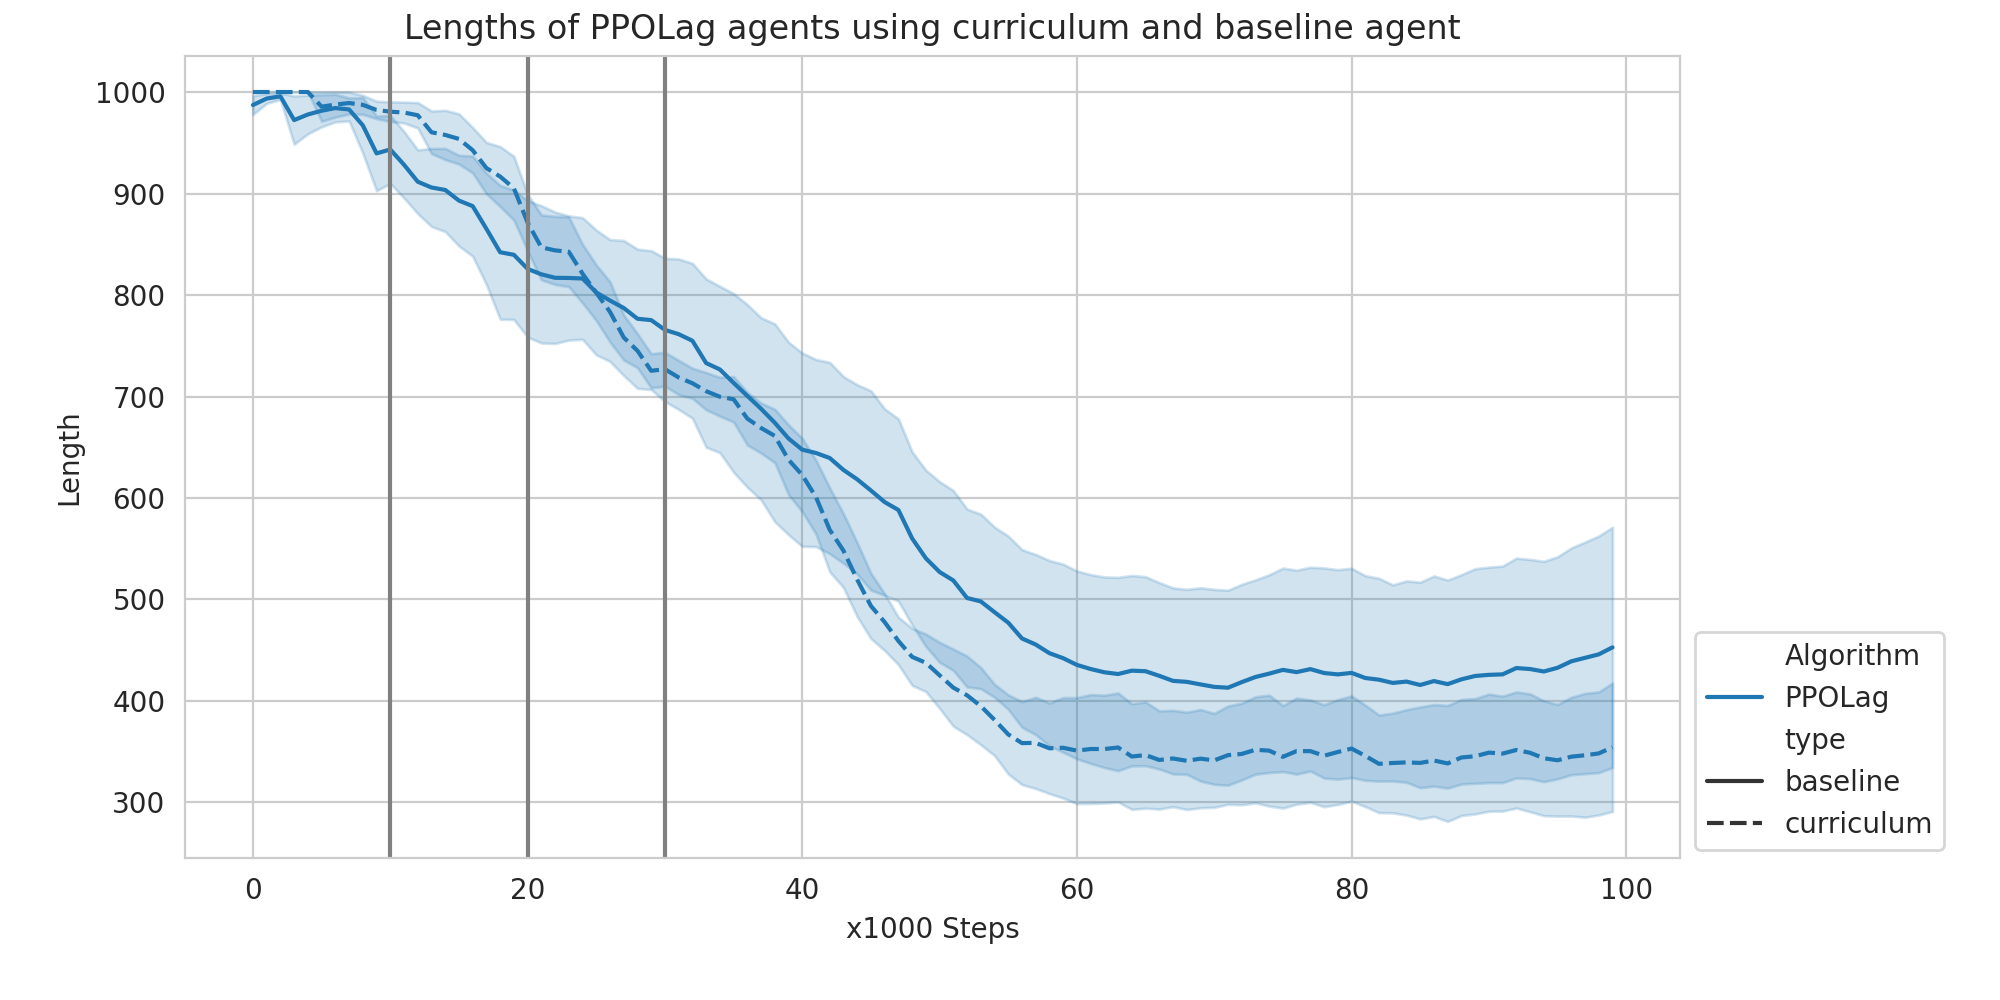 Lengths of PPOLag agents using curriculum and baseline agent
1000
900
800
700
600
500
400
300
Length
0 20 40 60 80 100
x1000 Steps
Algorithm
PPOLag
type
baseline
curriculum